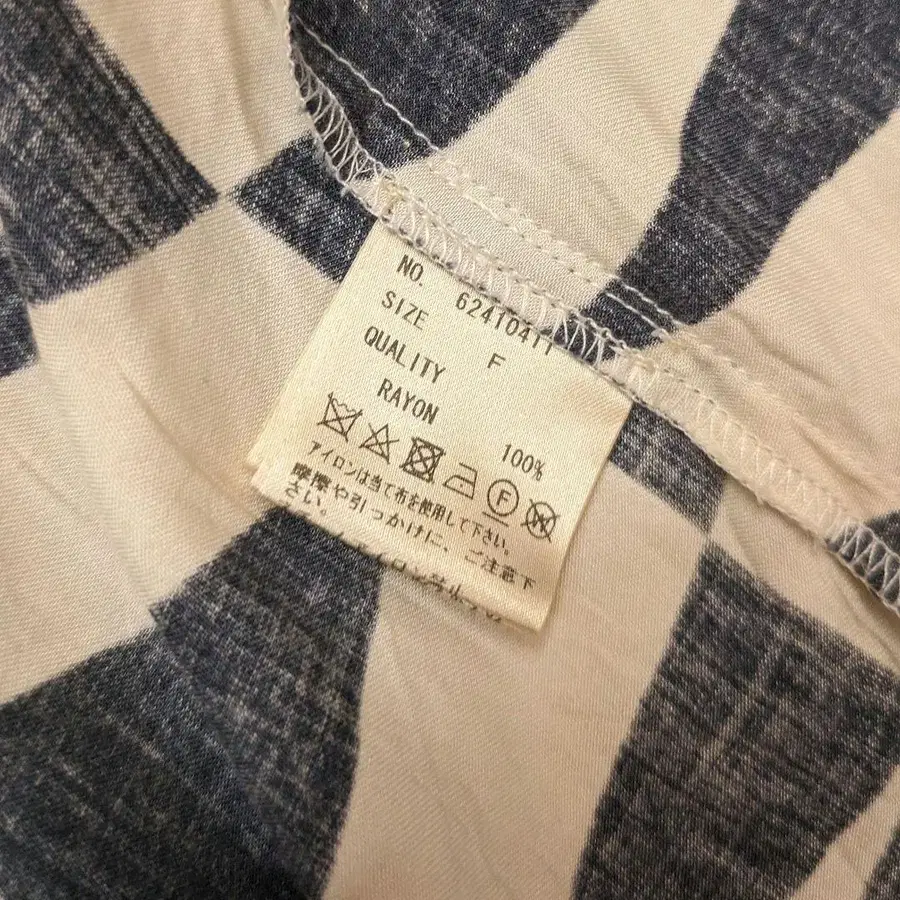 NO. 62410411
SIZE F
QUALITY
RAYON 100%
F W
アイロンは当て布を使用して下さい。
摩擦や引っかけに、ご注意下
さい。